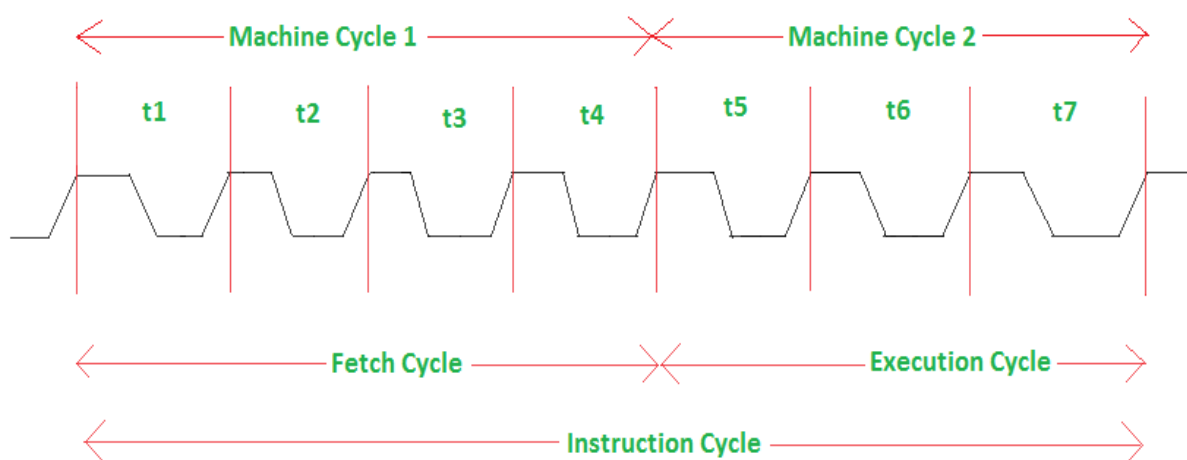 Machine Cycle 1 Machine Cycle 2
t1 t2 t3 t4 t5 t6 t7
Fetch Cycle Execution Cycle
Instruction Cycle